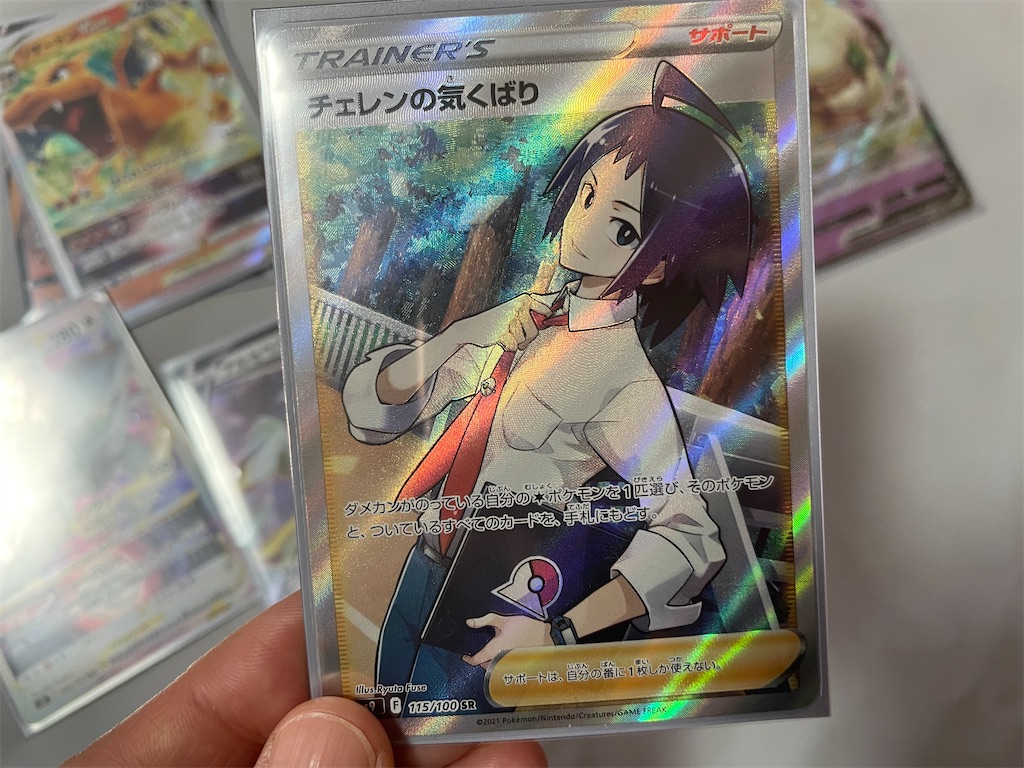 TRAINER'S
サポート
チェレンの気くばり
ダメカンがのっている自分のポケモンを1匹選び、そのポケモン
と、ついているすべてのカードを、手札にもどす。
サポートは、自分の番に1枚しか使えない。
Illus. Ryuta Fuse
F 115/100 SR
©2021 Pokémon/Nintendo/Creatures/GAME FREAK
280